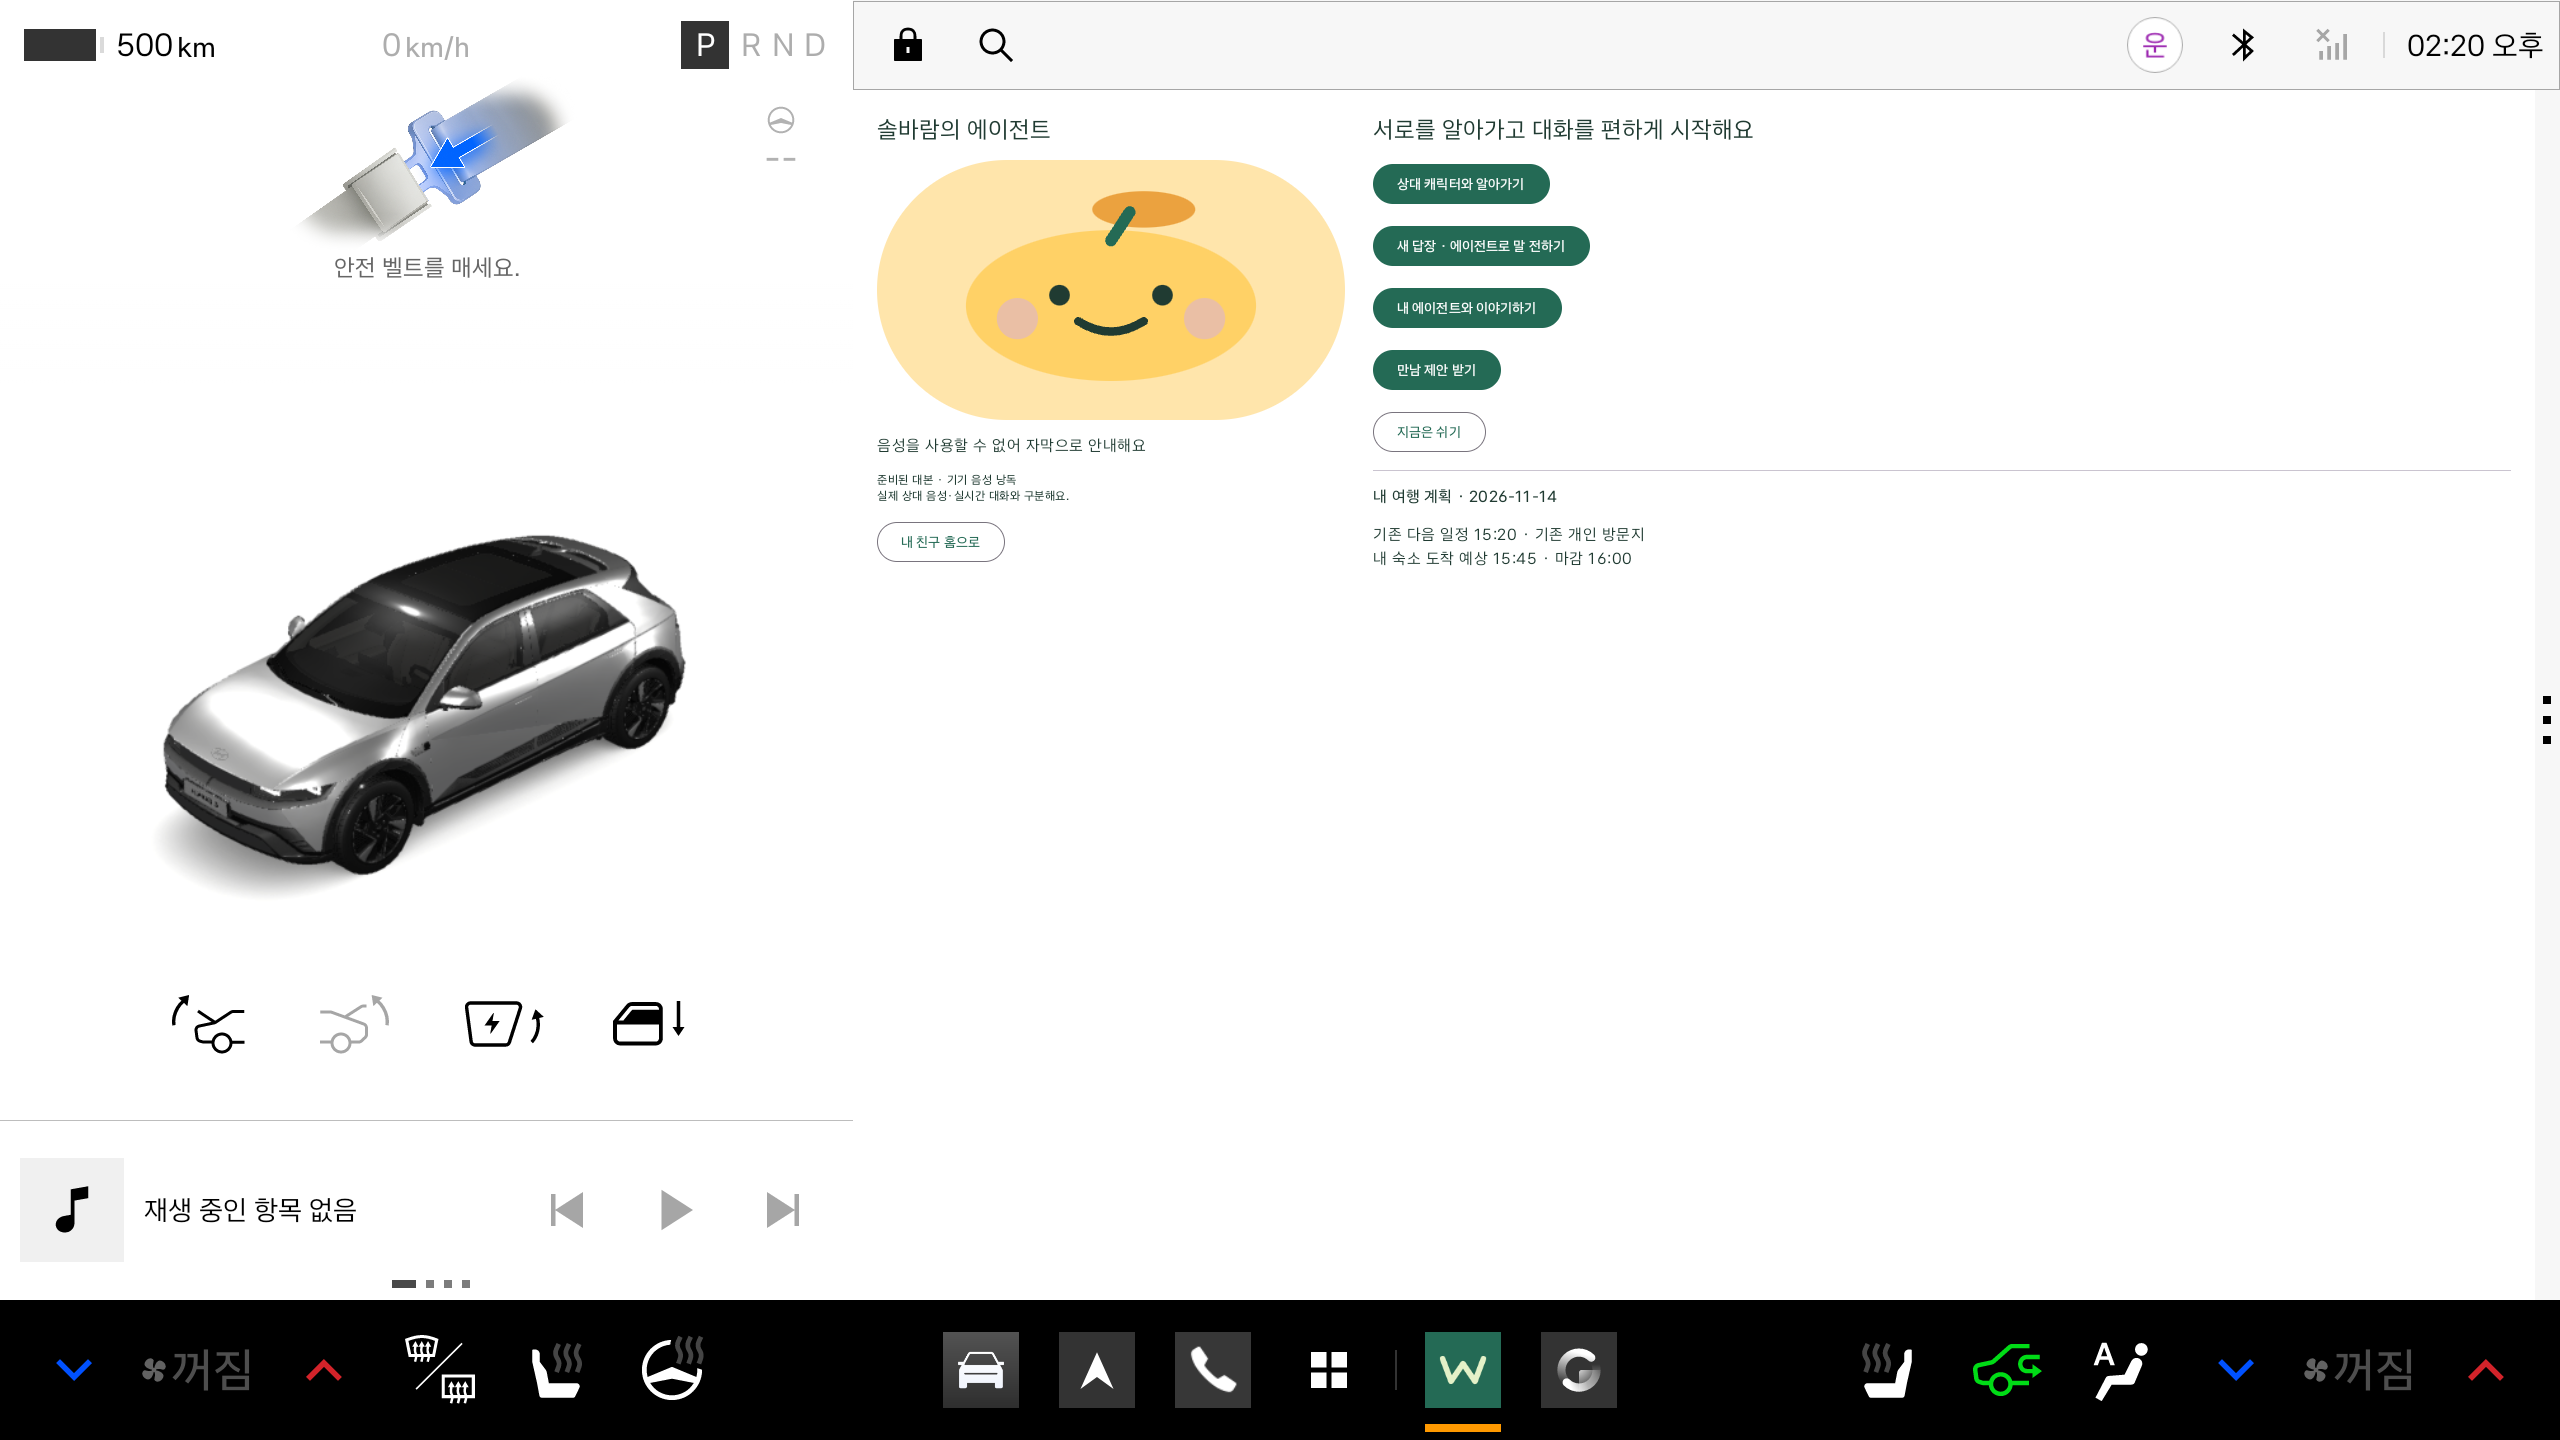 500 km
0 km/h
P R N D
안전 벨트를 매세요.
재생 중인 항목 없음
운
02:20 오후
솔바람의 에이전트
음성을 사용할 수 없어 자막으로 안내해요
준비된 대본 · 기기 음성 낭독
실제 상대 음성·실시간 대화와 구분해요.
내 친구 홈으로
서로를 알아가고 대화를 편하게 시작해요
상대 캐릭터와 알아가기
새 답장 · 에이전트로 말 전하기
내 에이전트와 이야기하기
만남 제안 받기
지금은 쉬기
내 여행 계획 · 2026-11-14
기존 다음 일정 15:20 · 기존 개인 방문지
내 숙소 도착 예상 15:45 · 마감 16:00
꺼짐
W
G
A
꺼짐